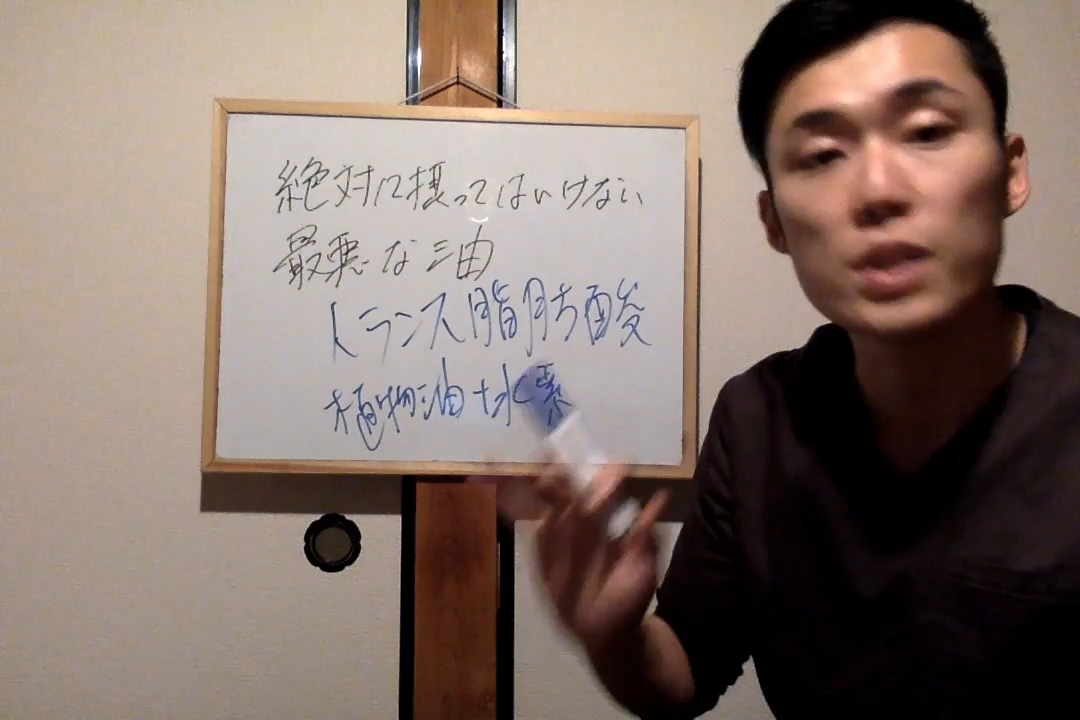 絶対に摂ってはいけない
最悪な油
トランス脂肪酸
植物油+水素